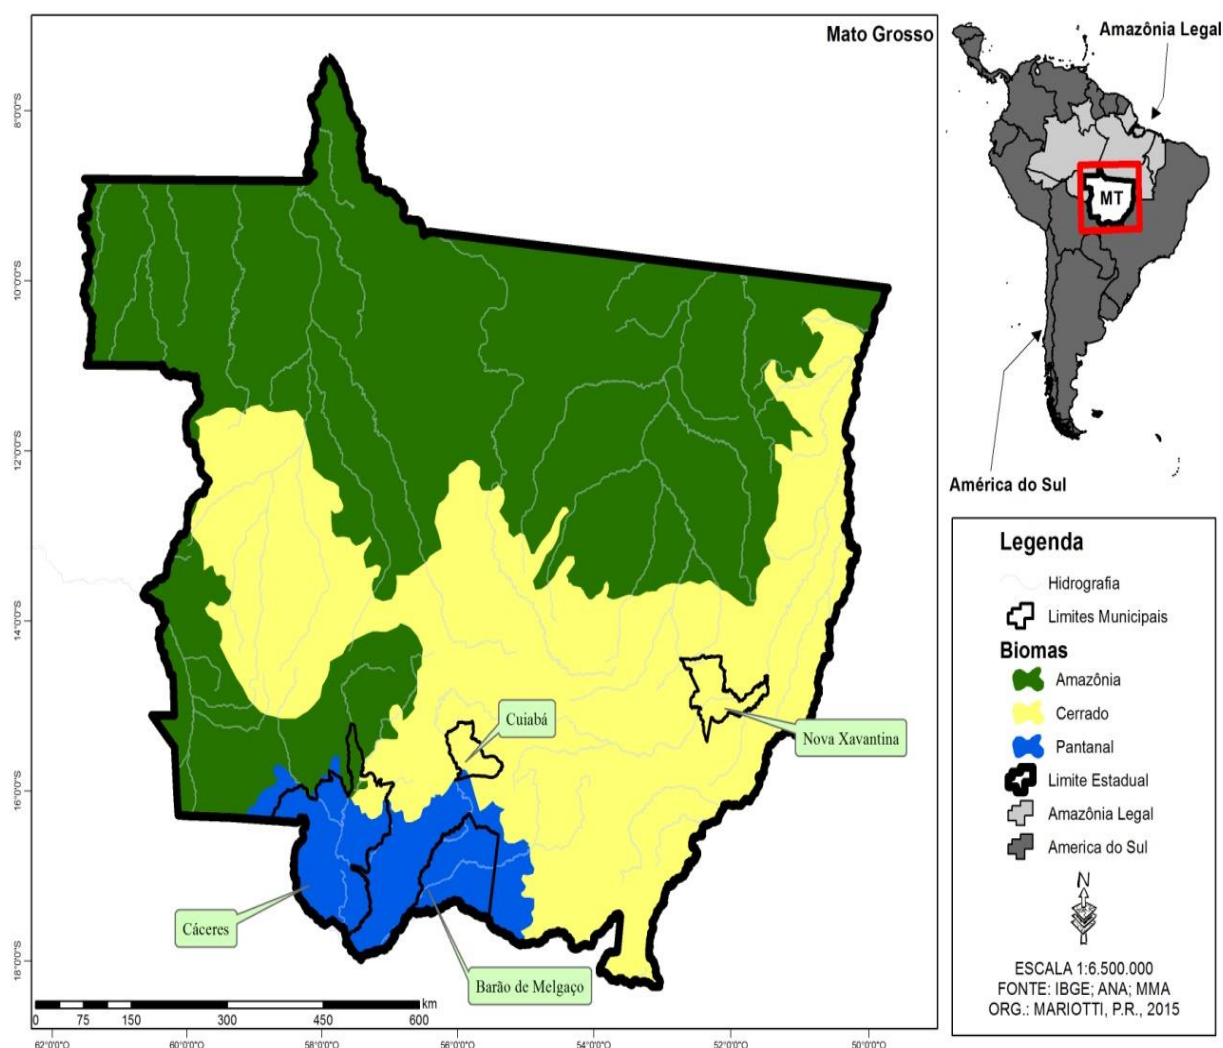 Mato Grosso
Amazônia Legal
MT
América do Sul
8°0'0"S
10°0'0"S
12°0'0"S
14°0'0"S
16°0'0"S
18°0'0"S
Cuiabá
Nova Xavantina
Cáceres
Barão de Melgaço
km
0 75 150 300 450 600
62°0'0"O 60°0'0"O 58°0'0"O 56°0'0"O 54°0'0"O 52°0'0"O 50°0'0"O
Legenda
Hidrografia
Limites Municipais
Biomas
Amazônia
Cerrado
Pantanal
Limite Estadual
Amazônia Legal
America do Sul
N
ESCALA 1:6.500.000
FONTE: IBGE; ANA; MMA
ORG.: MARIOTTI, P.R., 2015